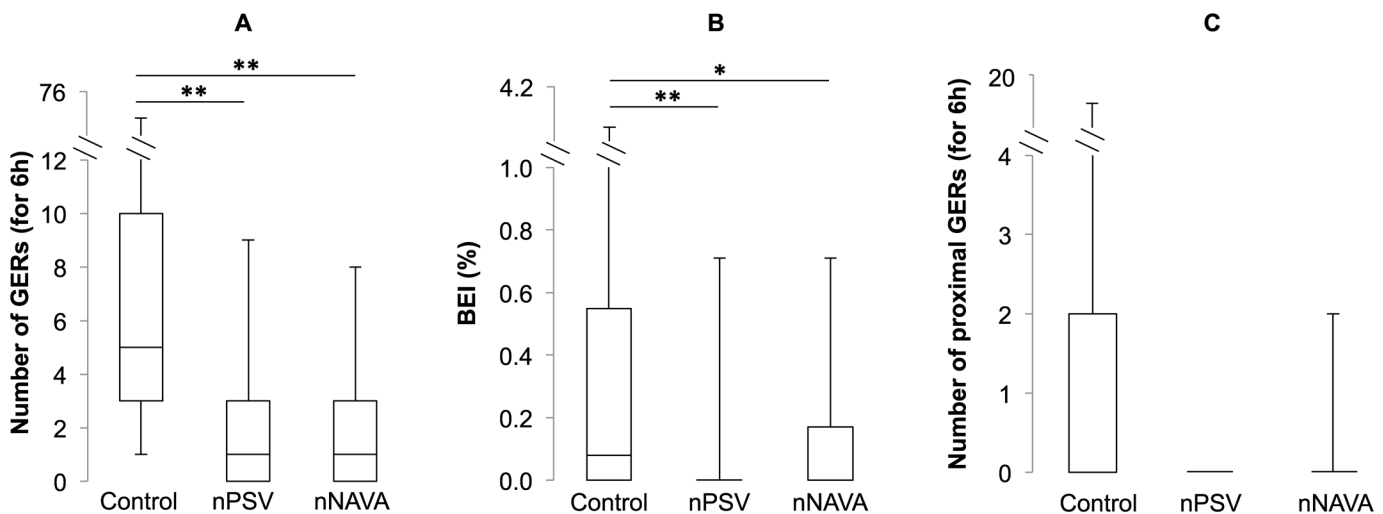 A
Number of GERs (for 6h)
76
12
10
8
6
4
2
0
**
**
Control nPSV nNAVA
B
BEI (%)
4.2
1.0
0.8
0.6
0.4
0.2
0.0
*
**
Control nPSV nNAVA
C
Number of proximal GERs (for 6h)
20
4
3
2
1
0
Control nPSV nNAVA